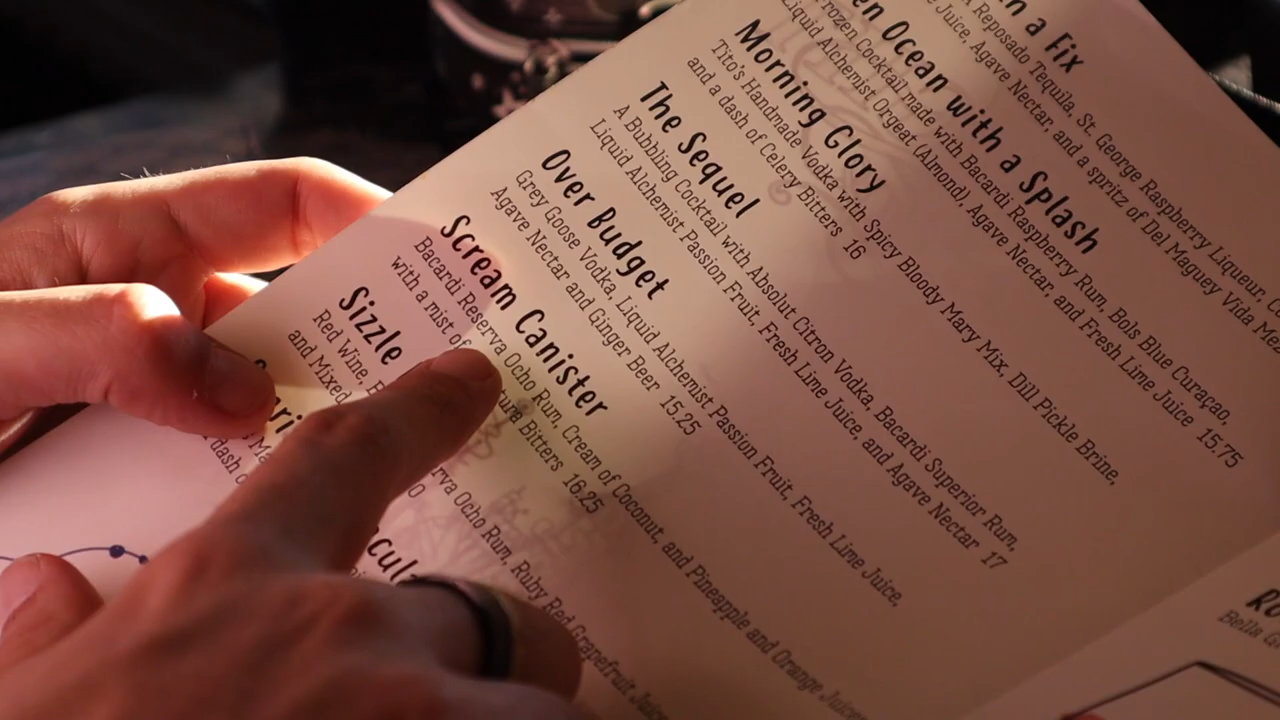 n a Fix
Reposado Tequila, St. George Raspberry Liqueur,
e Juice, Agave Nectar, and a spritz of Del Maguey Vida
en Ocean with a Splash
Frozen Cocktail made with Bacardi Raspberry Rum, Bols Blue Curaçao,
Liquid Alchemist Orgeat (Almond), Agave Nectar, and Fresh Lime Juice 15.75
Morning Glory
Tito's Handmade Vodka with Spicy Bloody Mary Mix, Dill Pickle Brine,
and a dash of Celery Bitters 16
The Sequel
A Bubbling Cocktail with Absolut Citron Vodka, Bacardi Superior Rum,
Liquid Alchemist Passion Fruit, Fresh Lime Juice, and Agave Nectar 17
Over Budget
Grey Goose Vodka, Liquid Alchemist Passion Fruit, Fresh Lime Juice,
Agave Nectar and Ginger Beer 15.25
Scream Canister
Bacardi Reserva Ocho Rum, Cream of Coconut, and Pineapple and Orange Juice
with a mist of Bitters 16.25
Sizzle
Red Wine,
and Mixed
rva Ocho Rum, Ruby Red Grapefruit Juice
dash
Bella